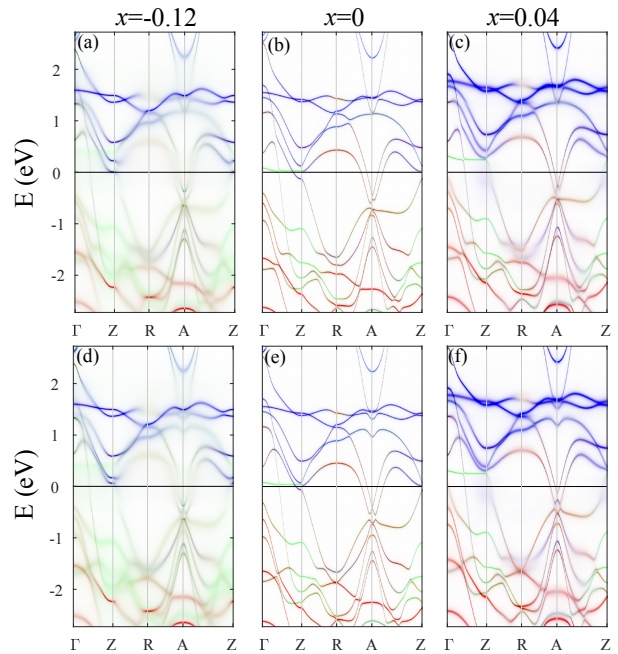 x=-0.12 x=0 x=0.04
(a) (b) (c)
2
1
0
-1
-2
E (eV)
Γ Z R A Z Γ Z R A Z Γ Z R A Z
(d) (e) (f)
2
1
0
-1
-2
E (eV)
Γ Z R A Z Γ Z R A Z Γ Z R A Z